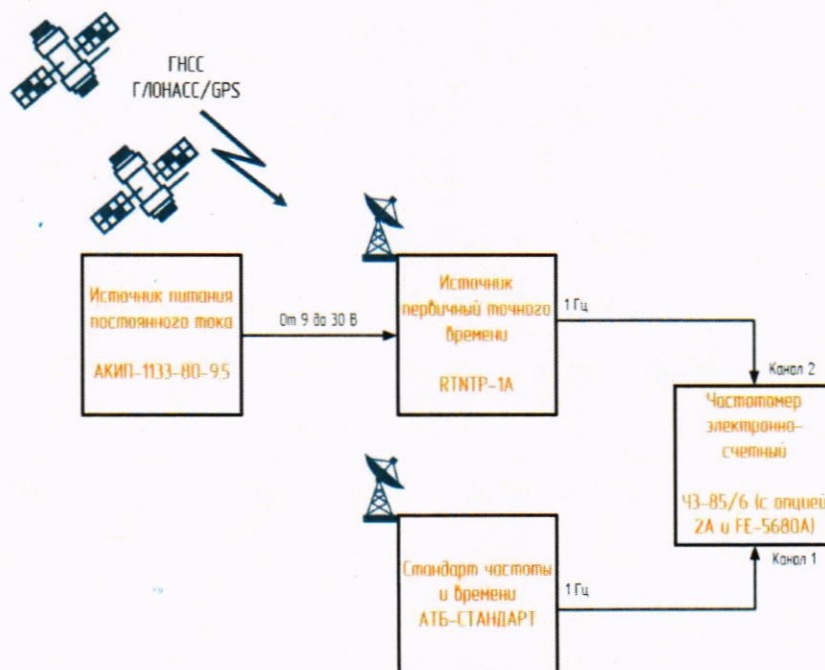 ГНСС
ГЛОНАСС/GPS
Источник питания
постоянного тока
АКИП-1133-80-9.5
От 9 до 30 В
Источник
первичный точного
времени
RTNTP-1A
1 Гц
Канал 2
Частотомер
электронно-
счетный
Ч3-85/6 (с опцией
2А и FE-5680A)
Канал 1
Стандарт частоты
и времени
АТБ-СТАНДАРТ
1 Гц